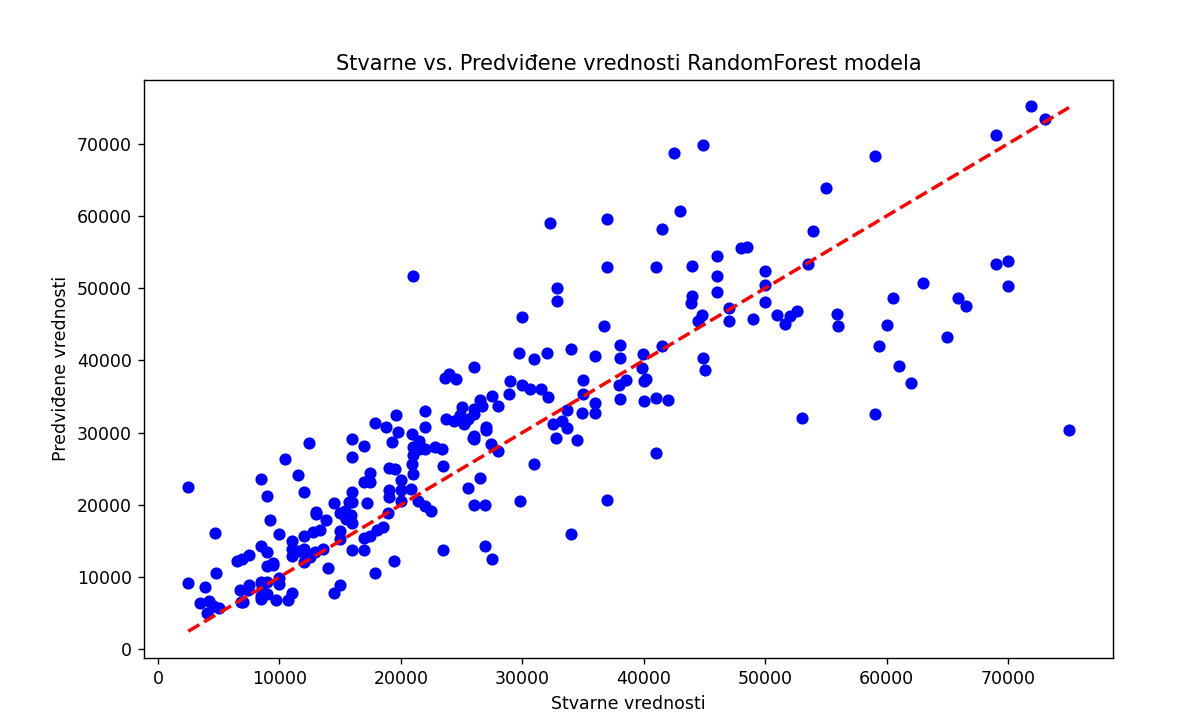 Stvarne vs. Predviđene vrednosti RandomForest modela
Predviđene vrednosti
70000
60000
50000
40000
30000
20000
10000
0
0 10000 20000 30000 40000 50000 60000 70000
Stvarne vrednosti